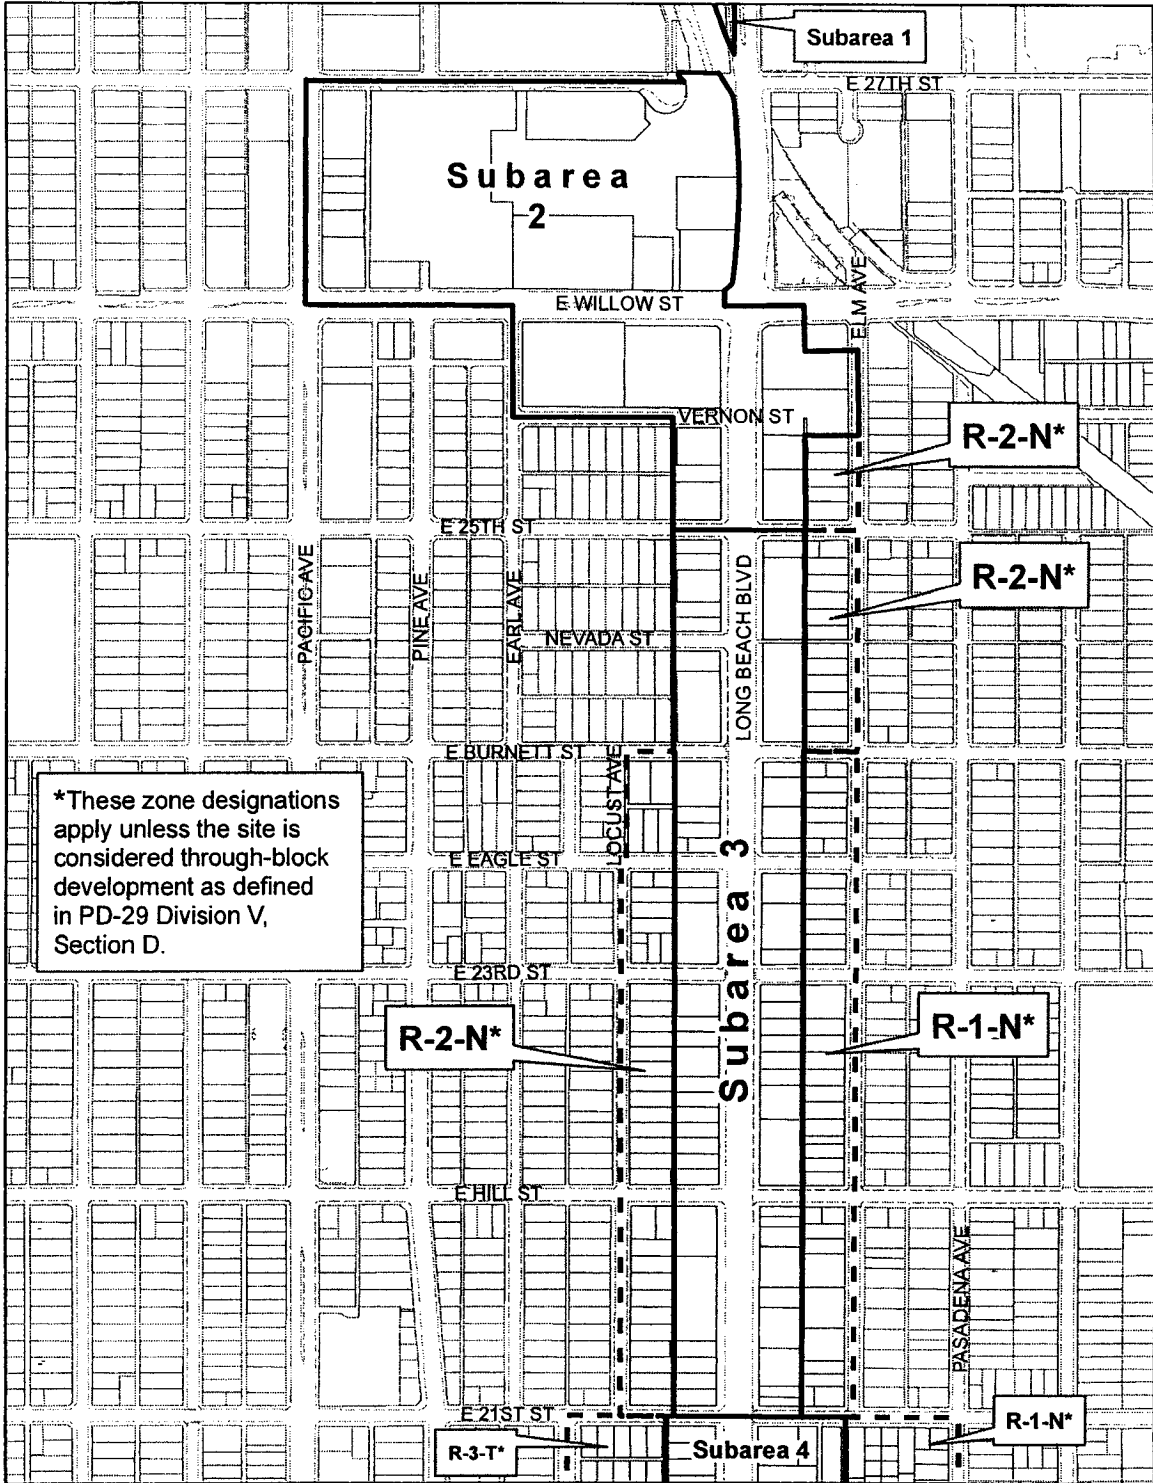 Subarea 1
E 27TH ST
Subarea
2
E WILLOW ST
ELM AVE
VERNON ST
R-2-N*
E 25TH ST
PACIFIC AVE
PINE AVE
EARL AVE
LONG BEACH BLVD
R-2-N*
NEVADA ST
E BURNETT ST
LOCUST AVE
*These zone designations
apply unless the site is
considered through-block
development as defined
in PD-29 Division V,
Section D.
E EAGLE ST
Subarea 3
E 23RD ST
R-2-N*
R-1-N*
E HILL ST
PASADENA AVE
E 21ST ST
R-3-T*
Subarea 4
R-1-N*